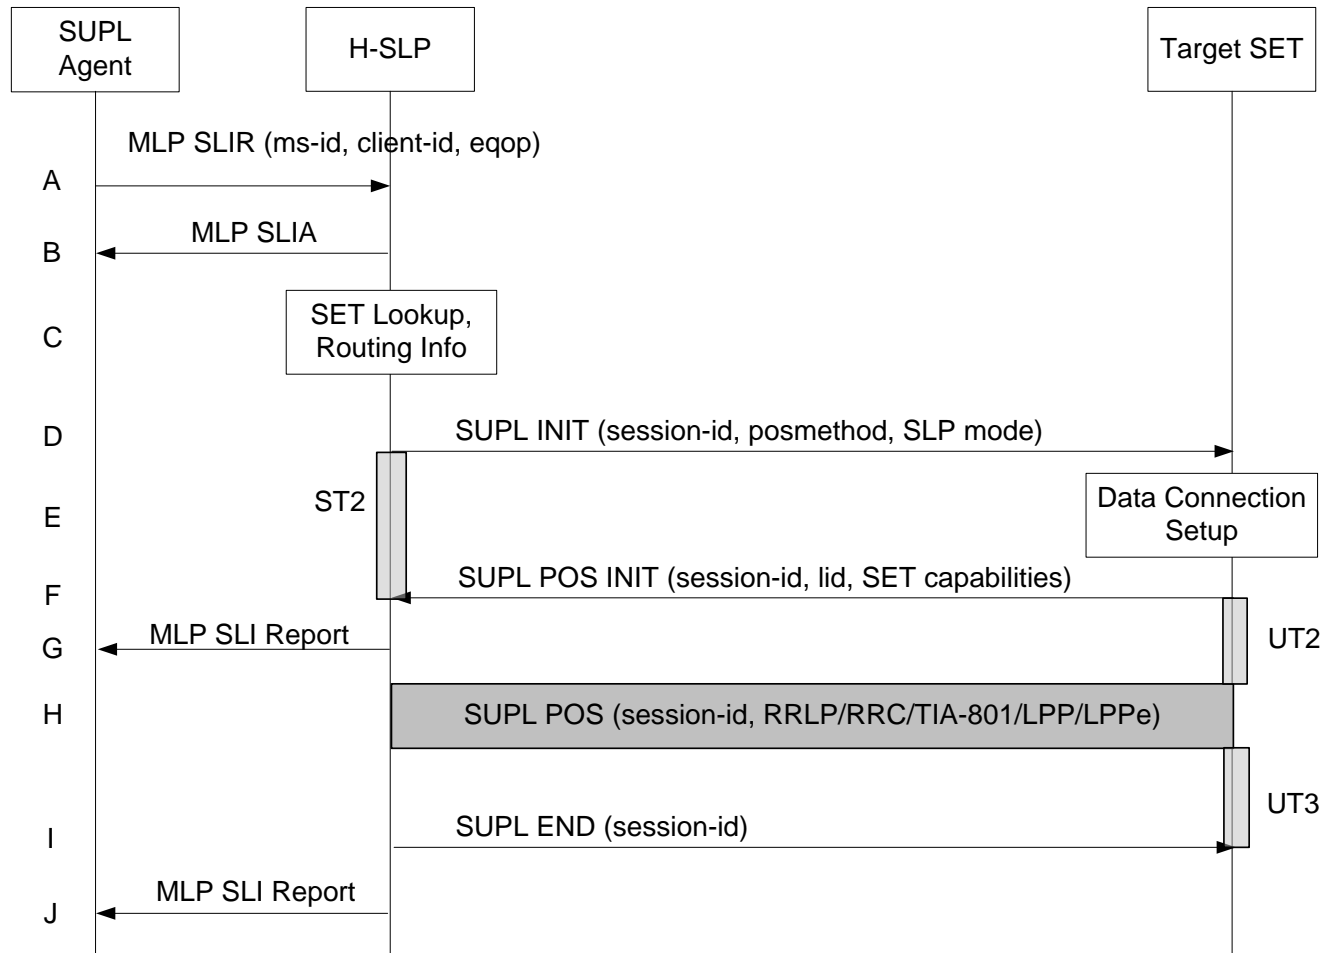 SUPL
Agent
H-SLP
Target SET
MLP SLIR (ms-id, client-id, eqop)
A
MLP SLIA
B
SET Lookup,
Routing Info
C
D
SUPL INIT (session-id, posmethod, SLP mode)
ST2
Data Connection
Setup
E
SUPL POS INIT (session-id, lid, SET capabilities)
F
MLP SLI Report
G
UT2
H
SUPL POS (session-id, RRLP/RRC/TIA-801/LPP/LPPe)
UT3
SUPL END (session-id)
I
MLP SLI Report
J